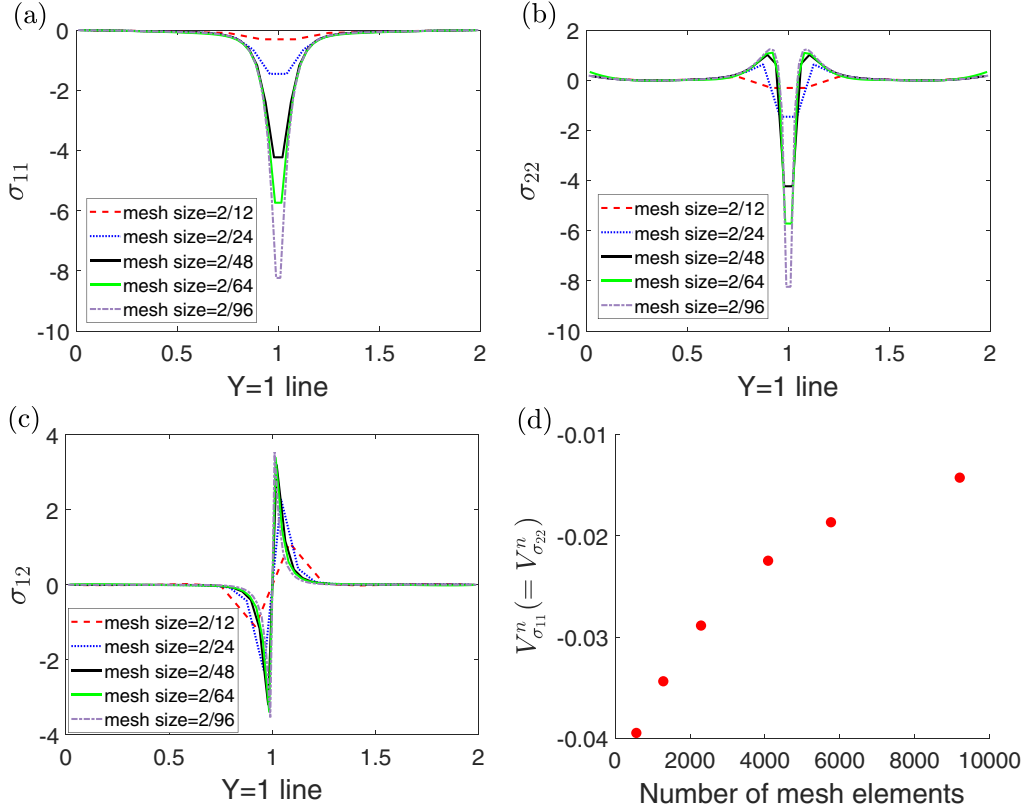 (a)
0
-2
-4
-6
-8
-10
σ11
mesh size=2/12
mesh size=2/24
mesh size=2/48
mesh size=2/64
mesh size=2/96
0 0.5 1 1.5 2
Y=1 line
(b)
2
0
-2
-4
-6
-8
-10
σ22
mesh size=2/12
mesh size=2/24
mesh size=2/48
mesh size=2/64
mesh size=2/96
0 0.5 1 1.5 2
Y=1 line
(c)
4
2
0
-2
-4
σ12
mesh size=2/12
mesh size=2/24
mesh size=2/48
mesh size=2/64
mesh size=2/96
0 0.5 1 1.5 2
Y=1 line
(d)
-0.01
-0.02
-0.03
-0.04
V^n_σ11 (= V^n_σ22)
0 2000 4000 6000 8000 10000
Number of mesh elements